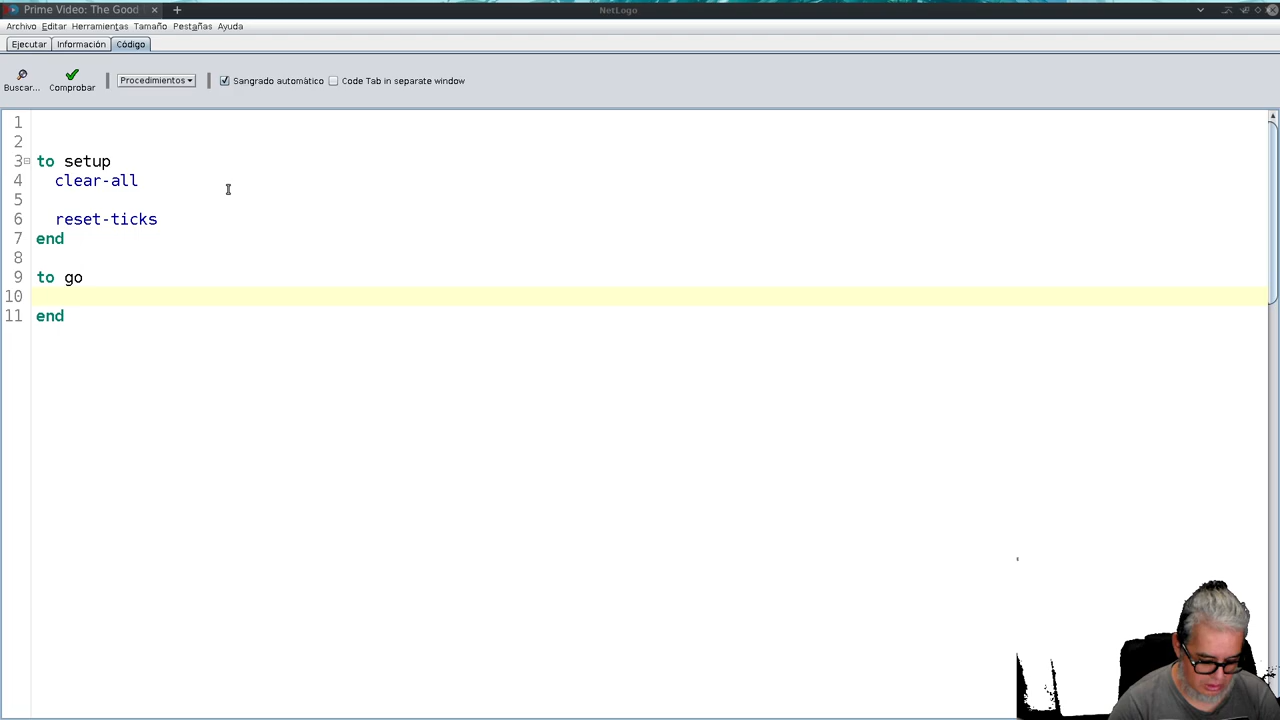 Prime Video: The Good
NetLogo
Archivo Editar Herramientas Tamaño Pestañas Ayuda
Ejecutar Información Código
Buscar... Comprobar Procedimientos Sangrado automático Code Tab in separate window
1
2
3 to setup
4 clear-all
5
6 reset-ticks
7 end
8
9 to go
10
11 end